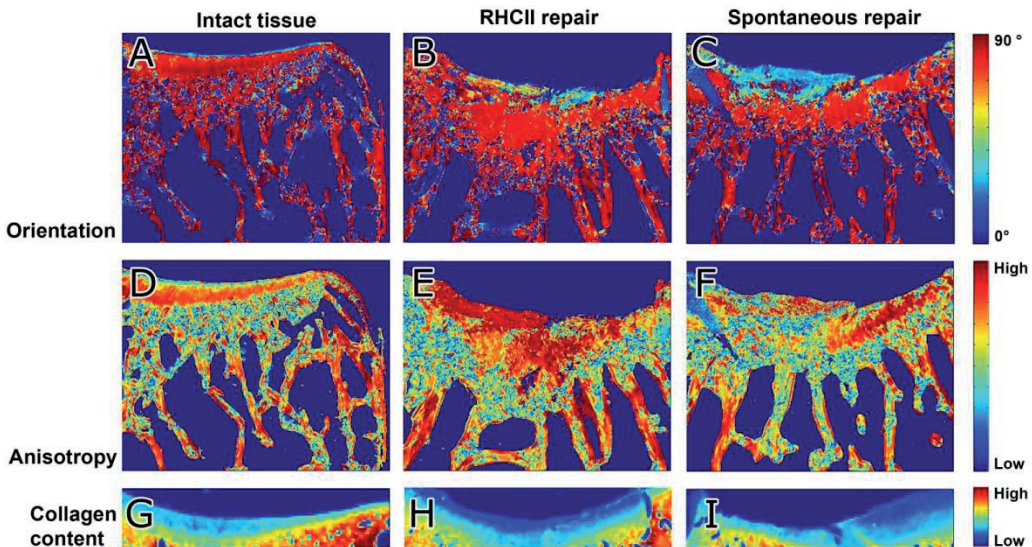 Intact tissue
RHCII repair
Spontaneous repair
A
B
C
90 °
0°
Orientation
D
E
F
High
Low
Anisotropy
G
H
I
High
Low
Collagen
content